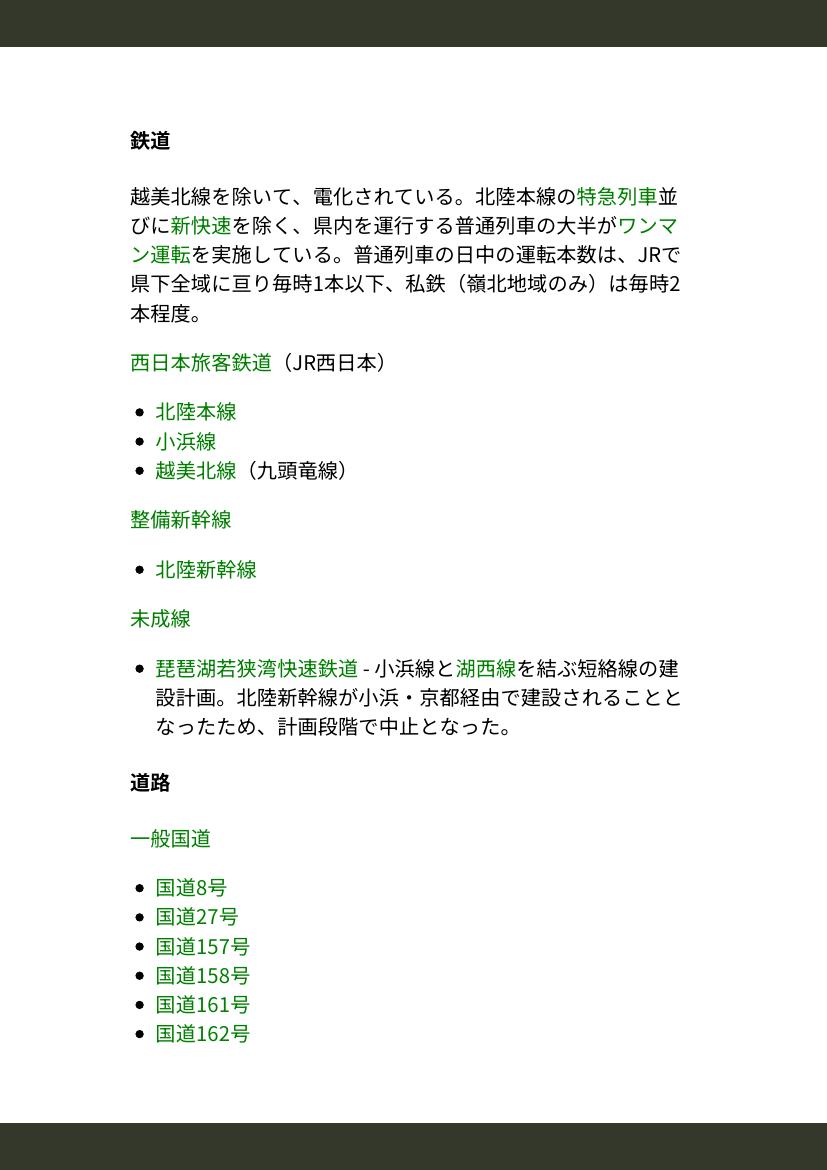 鉄道
越美北線を除いて、電化されている。北陸本線の特急列車並
びに新快速を除く、県内を運行する普通列車の大半がワンマ
ン運転を実施している。普通列車の日中の運転本数は、JRで
県下全域に亘り毎時1本以下、私鉄（嶺北地域のみ）は毎時2
本程度。
西日本旅客鉄道（JR西日本）
• 北陸本線
• 小浜線
• 越美北線（九頭竜線）
整備新幹線
• 北陸新幹線
未成線
• 琵琶湖若狭湾快速鉄道 - 小浜線と湖西線を結ぶ短絡線の建
設計画。北陸新幹線が小浜・京都経由で建設されることと
なったため、計画段階で中止となった。
道路
一般国道
• 国道8号
• 国道27号
• 国道157号
• 国道158号
• 国道161号
• 国道162号